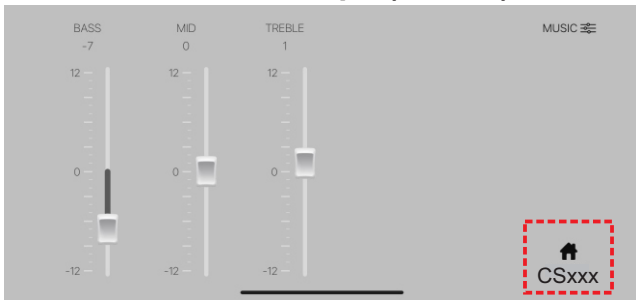 BASS MID TREBLE MUSIC
-7 0 1
12 12 12
0 0 0
-12 -12 -12
CSxxx